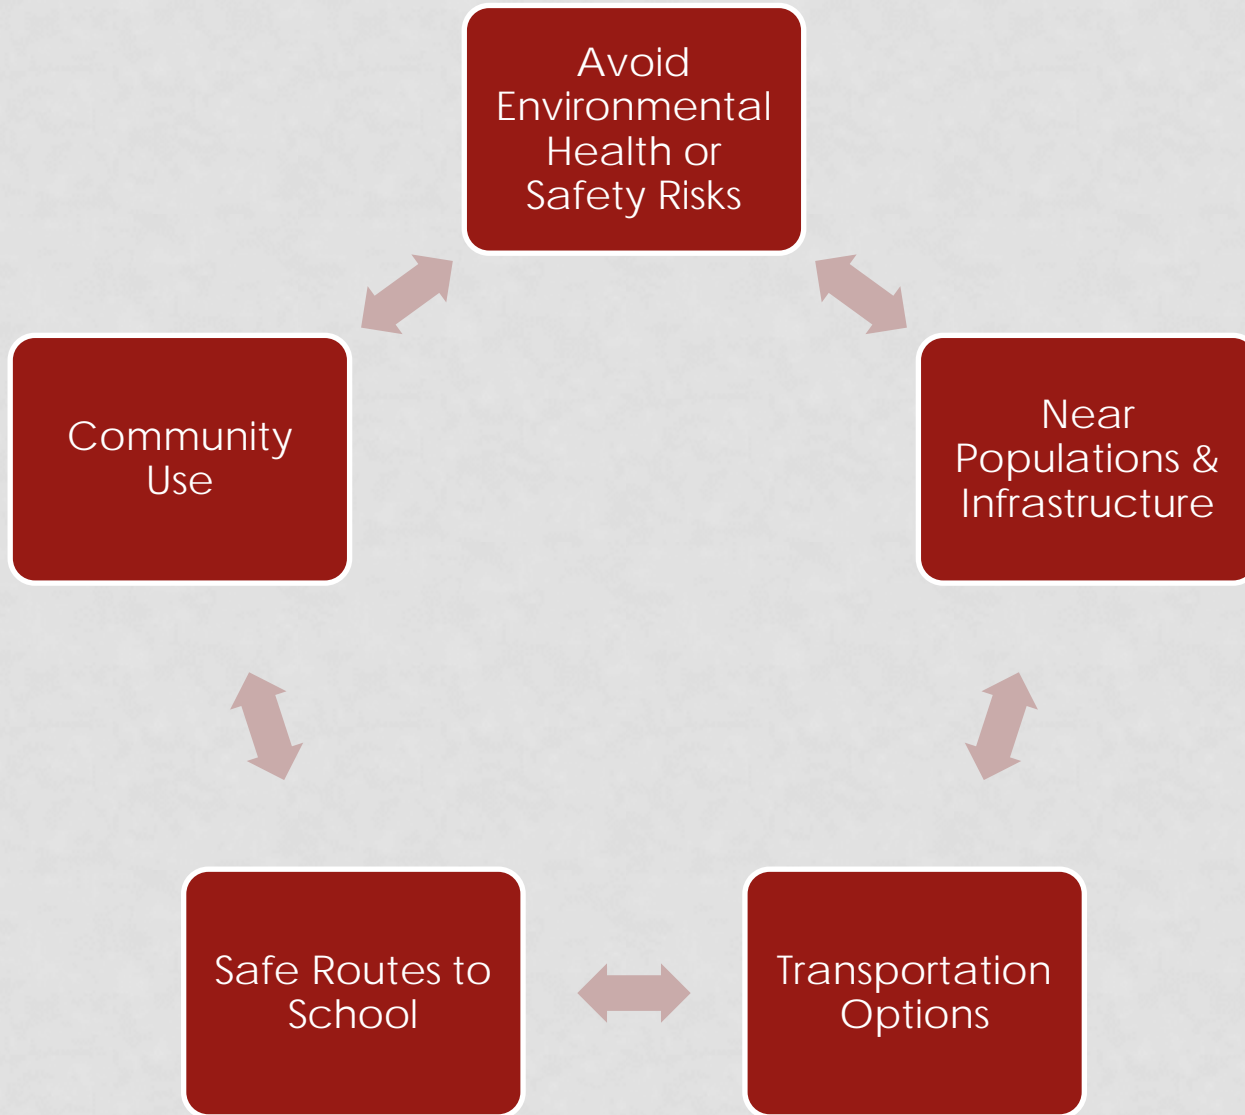 Avoid
Environmental
Health or
Safety Risks
Community
Use
Near
Populations &
Infrastructure
Safe Routes to
School
Transportation
Options